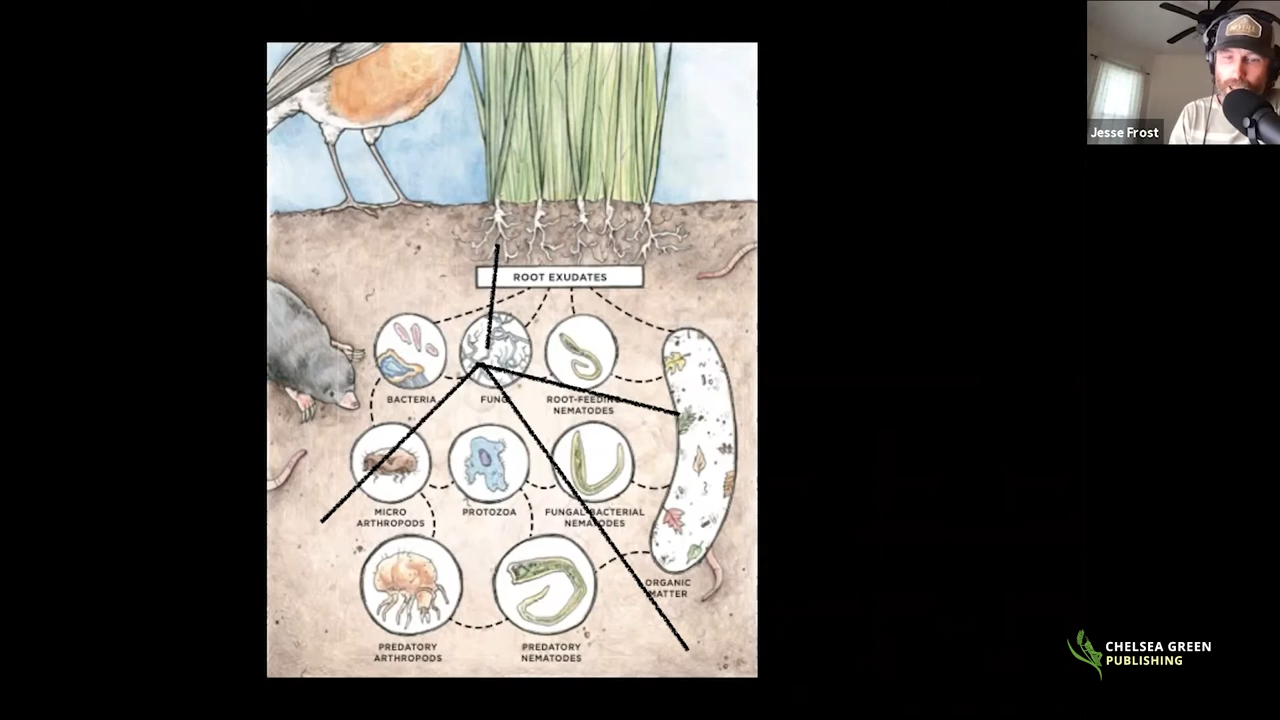 Jesse Frost
ROOT EXUDATES
BACTERIA
FUNGI
ROOT-FEEDING
NEMATODES
MICRO
ARTHROPODS
PROTOZOA
FUNGAL-BACTERIAL
NEMATODES
ORGANIC
MATTER
PREDATORY
ARTHROPODS
PREDATORY
NEMATODES
CHELSEA GREEN
PUBLISHING